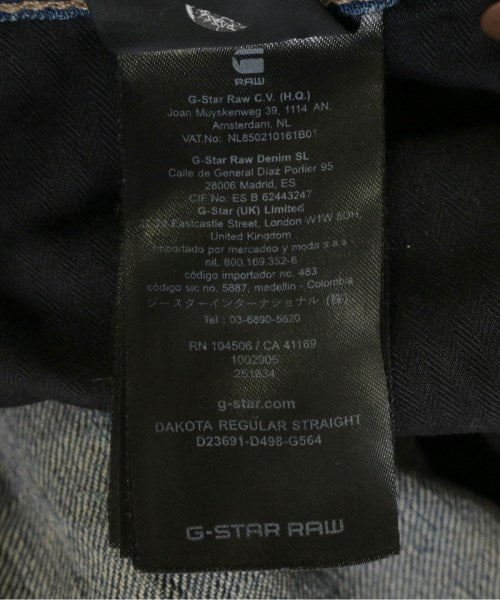 RAW
G-Star Raw C.V. (H.Q.)
Joan Muyskenweg 39, 1114 AN,
Amsterdam, NL
VAT.No: NL850210161B01
G-Star Raw Denim SL
Calle de General Díaz Porlier 95
28006 Madrid, ES
CIF No: ES B 62443247
G-Star (UK) Limited
Eastcastle Street, London W1W 8DH,
United Kingdom
Importado por mercadeo y moda s a s
nit. 800.169.352-6
código importador no. 483
código sic no. 5887, medellin - Colombia
ジースターインターナショナル (株)
Tel : 03-6890-5620
RN 104506 / CA 41169
1002905
251834
g-star.com
DAKOTA REGULAR STRAIGHT
D23691-D498-G564
G-STAR RAW